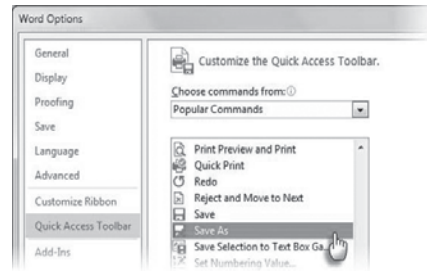 Word Options
General
Display
Proofing
Save
Language
Advanced
Customize Ribbon
Quick Access Toolbar
Add-Ins
Customize the Quick Access Toolbar.
Choose commands from:
Popular Commands
Print Preview and Print
Quick Print
Redo
Reject and Move to Next
Save
Save As
Save Selection to Text Box Ga...
Set Numbering Value...